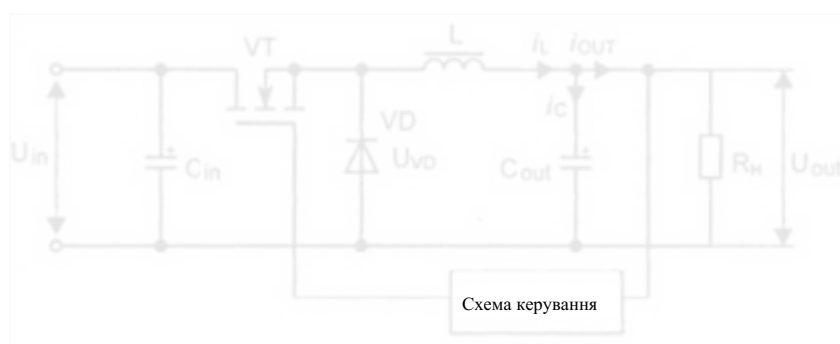 VT
L
iL
iOUT
iC
VD
UVD
Uin
Cin
Cout
RH
Uout
Схема керування